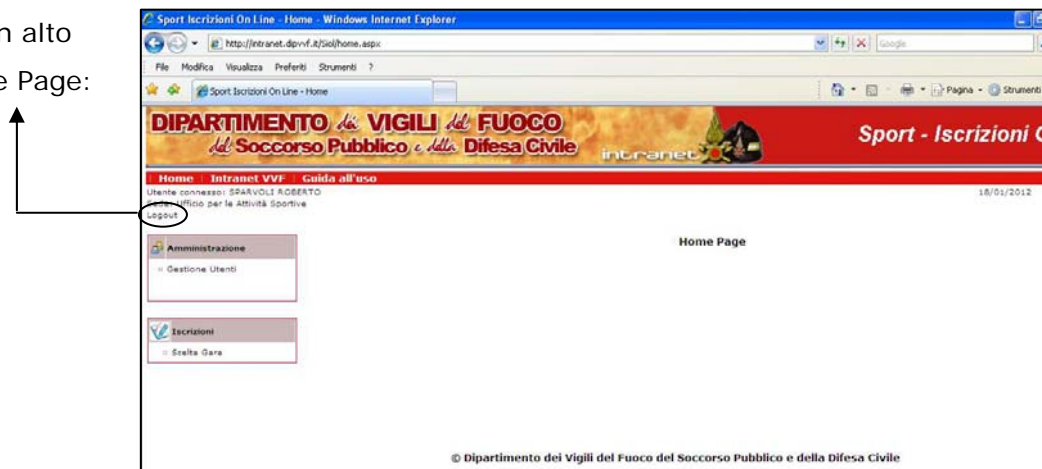 n alto
e Page:
Sport Iscrizioni On Line - Home - Windows Internet Explorer
http://intranet.dipvvf.it/Siol/home.aspx
Google
File Modifica Visualizza Preferiti Strumenti ?
Sport Iscrizioni On Line - Home
Pagina Strumenti
DIPARTIMENTO dei VIGILI del FUOCO
del Soccorso Pubblico e della Difesa Civile
intranet
Sport - Iscrizioni
Home | Intranet VVF | Guida all'uso
Utente connesso: SPARVOLI ROBERTO
18/01/2012
Sede: Ufficio per le Attività Sportive
Logout
Home Page
Amministrazione
Gestione Utenti
Iscrizioni
Scelta Gara
© Dipartimento dei Vigili del Fuoco del Soccorso Pubblico e della Difesa Civile